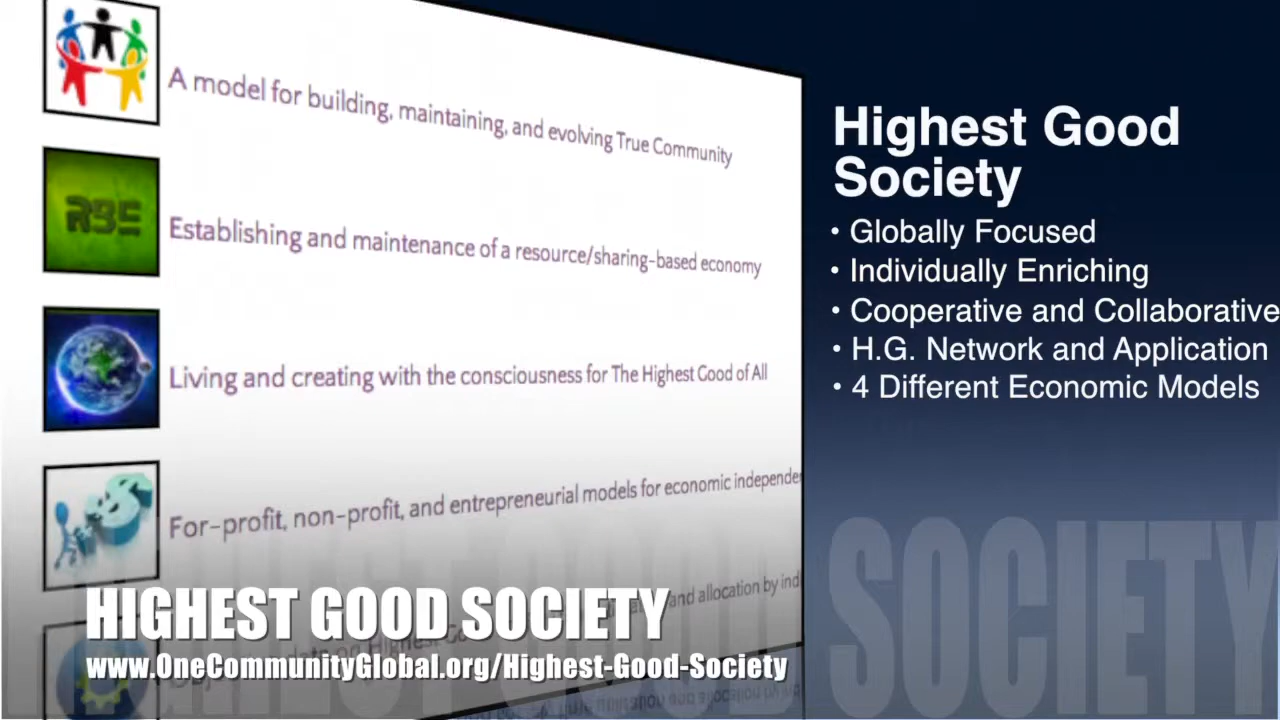 A model for building, maintaining, and evolving True Community
RBE
Establishing and maintenance of a resource/sharing-based economy
Living and creating with the consciousness for The Highest Good of All
For-profit, non-profit, and entrepreneurial models for economic
and allocation by
Highest Good
Society
• Globally Focused
• Individually Enriching
• Cooperative and Collaborative
• H.G. Network and Application
• 4 Different Economic Models
HIGHEST GOOD SOCIETY
HIGHEST GOOD SOCIETY
www.OneCommunityGlobal.org/Highest-Good-Society